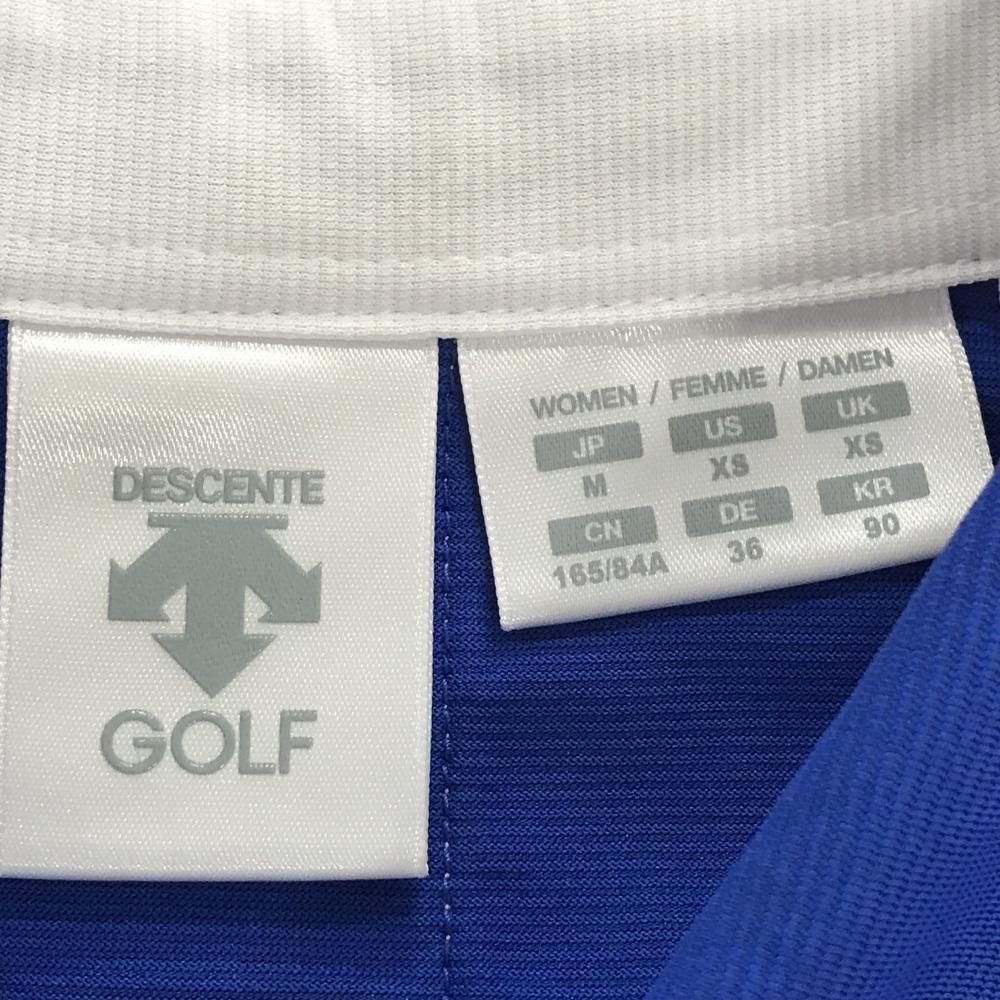 DESCENTE
GOLF
WOMEN / FEMME / DAMEN
JP US UK
M XS XS
CN DE KR
165/84A 36 90